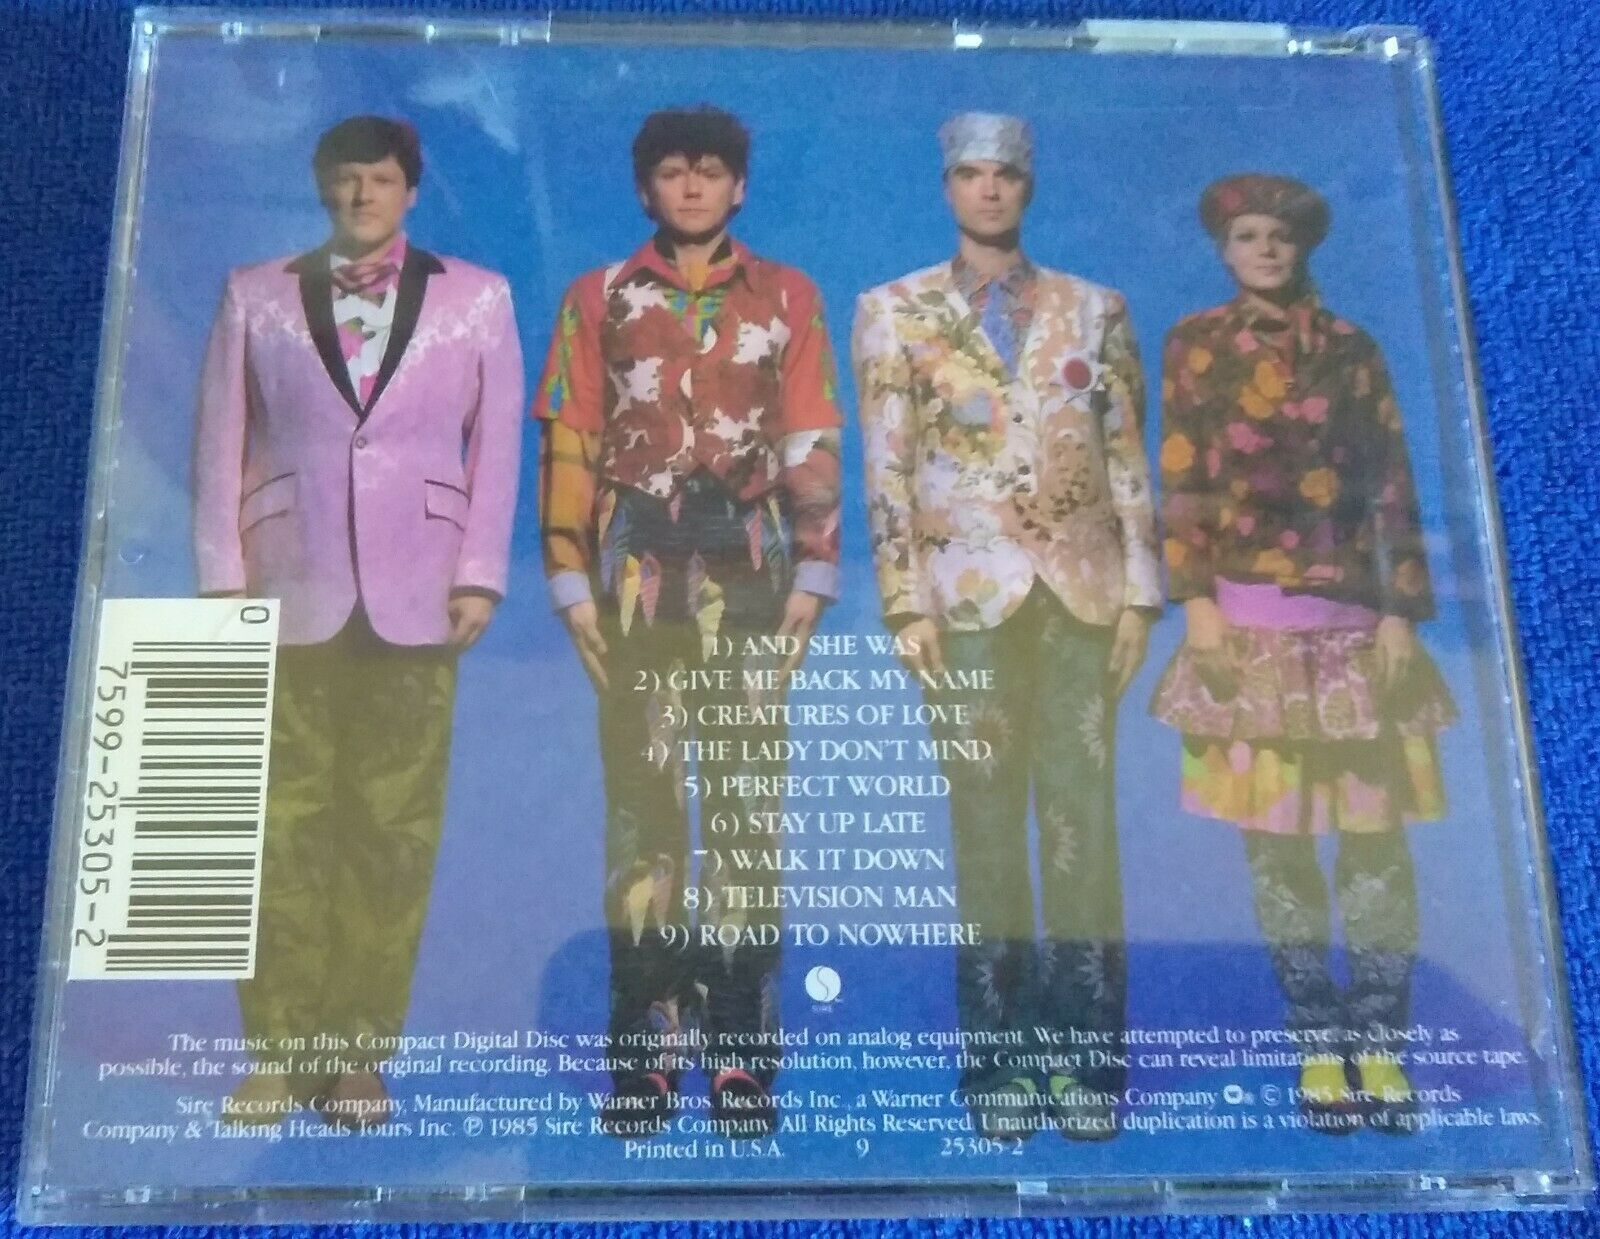 1) AND SHE WAS
2) GIVE ME BACK MY NAME
3) CREATURES OF LOVE
4) THE LADY DON'T MIND
5) PERFECT WORLD
6) STAY UP LATE
7) WALK IT DOWN
8) TELEVISION MAN
9) ROAD TO NOWHERE
SIRE
0 7599-25305-2
The music on this Compact Digital Disc was originally recorded on analog equipment. We have attempted to preserve, as closely as
possible, the sound of the original recording. Because of its high resolution, however, the Compact Disc can reveal limitations of the source tape.
Sire Records Company, Manufactured by Warner Bros. Records Inc., a Warner Communications Company ® © 1985 Sire Records
Company & Talking Heads Tours Inc. ℗ 1985 Sire Records Company. All Rights Reserved. Unauthorized duplication is a violation of applicable laws.
Printed in U.S.A. 9 25305-2